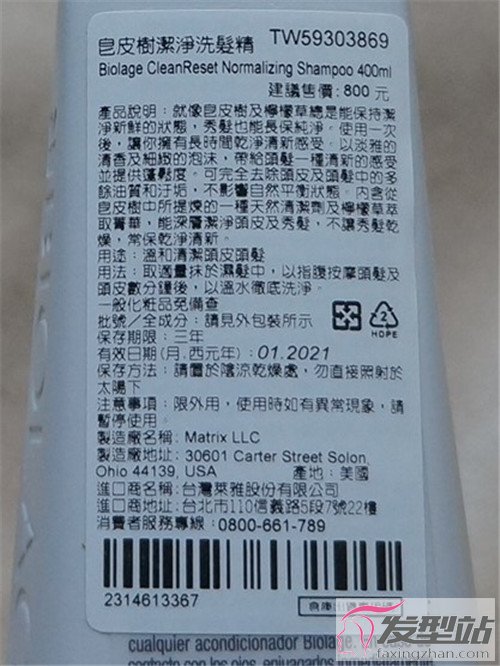 皂皮樹潔淨洗髮精 TW59303869
Biolage CleanReset Normalizing Shampoo 400ml
建議售價: 800 元
產品說明：就像皂皮樹及檸檬草總是能保持潔
淨新鮮的狀態，秀髮也能長保純淨。使用一次
後，讓你擁有長時間乾淨清新感受。以淡雅的
清香及細緻的泡沫，帶給頭髮一種清新的感受
並提供蓬鬆度。可完全去除頭皮及頭髮中的多
餘油質和汙垢，不影響自然平衡狀態。內含從
皂皮樹中所提煉的一種天然清潔劑及檸檬草萃
取菁華，能深層潔淨頭皮及秀髮，不讓秀髮乾
燥，常保乾淨清新。
用途：溫和清潔頭皮頭髮
用法：取適量抹於濕髮中，以指腹按摩頭髮及
頭皮數分鐘後，以溫水徹底洗淨。
一般化粧品免備查
批號／全成分：請見外包裝所示
2
HDPE
保存期限：三年
有效日期(月,西元年)：01.2021
保存方法：請置於陰涼乾燥處，勿直接照射於
太陽下
注意事項：限外用，使用時如有異常現象，請
暫停使用。
製造廠名稱: Matrix LLC
製造廠地址: 30601 Carter Street Solon,
Ohio 44139, USA 產地：美國
進口商名稱:台灣萊雅股份有限公司
進口商地址: 台北市110信義路5段7號22樓
消費者服務專線：0800-661-789
2314613367
cualquier acondicionador Biolage.
发型站
faxingzhan.com